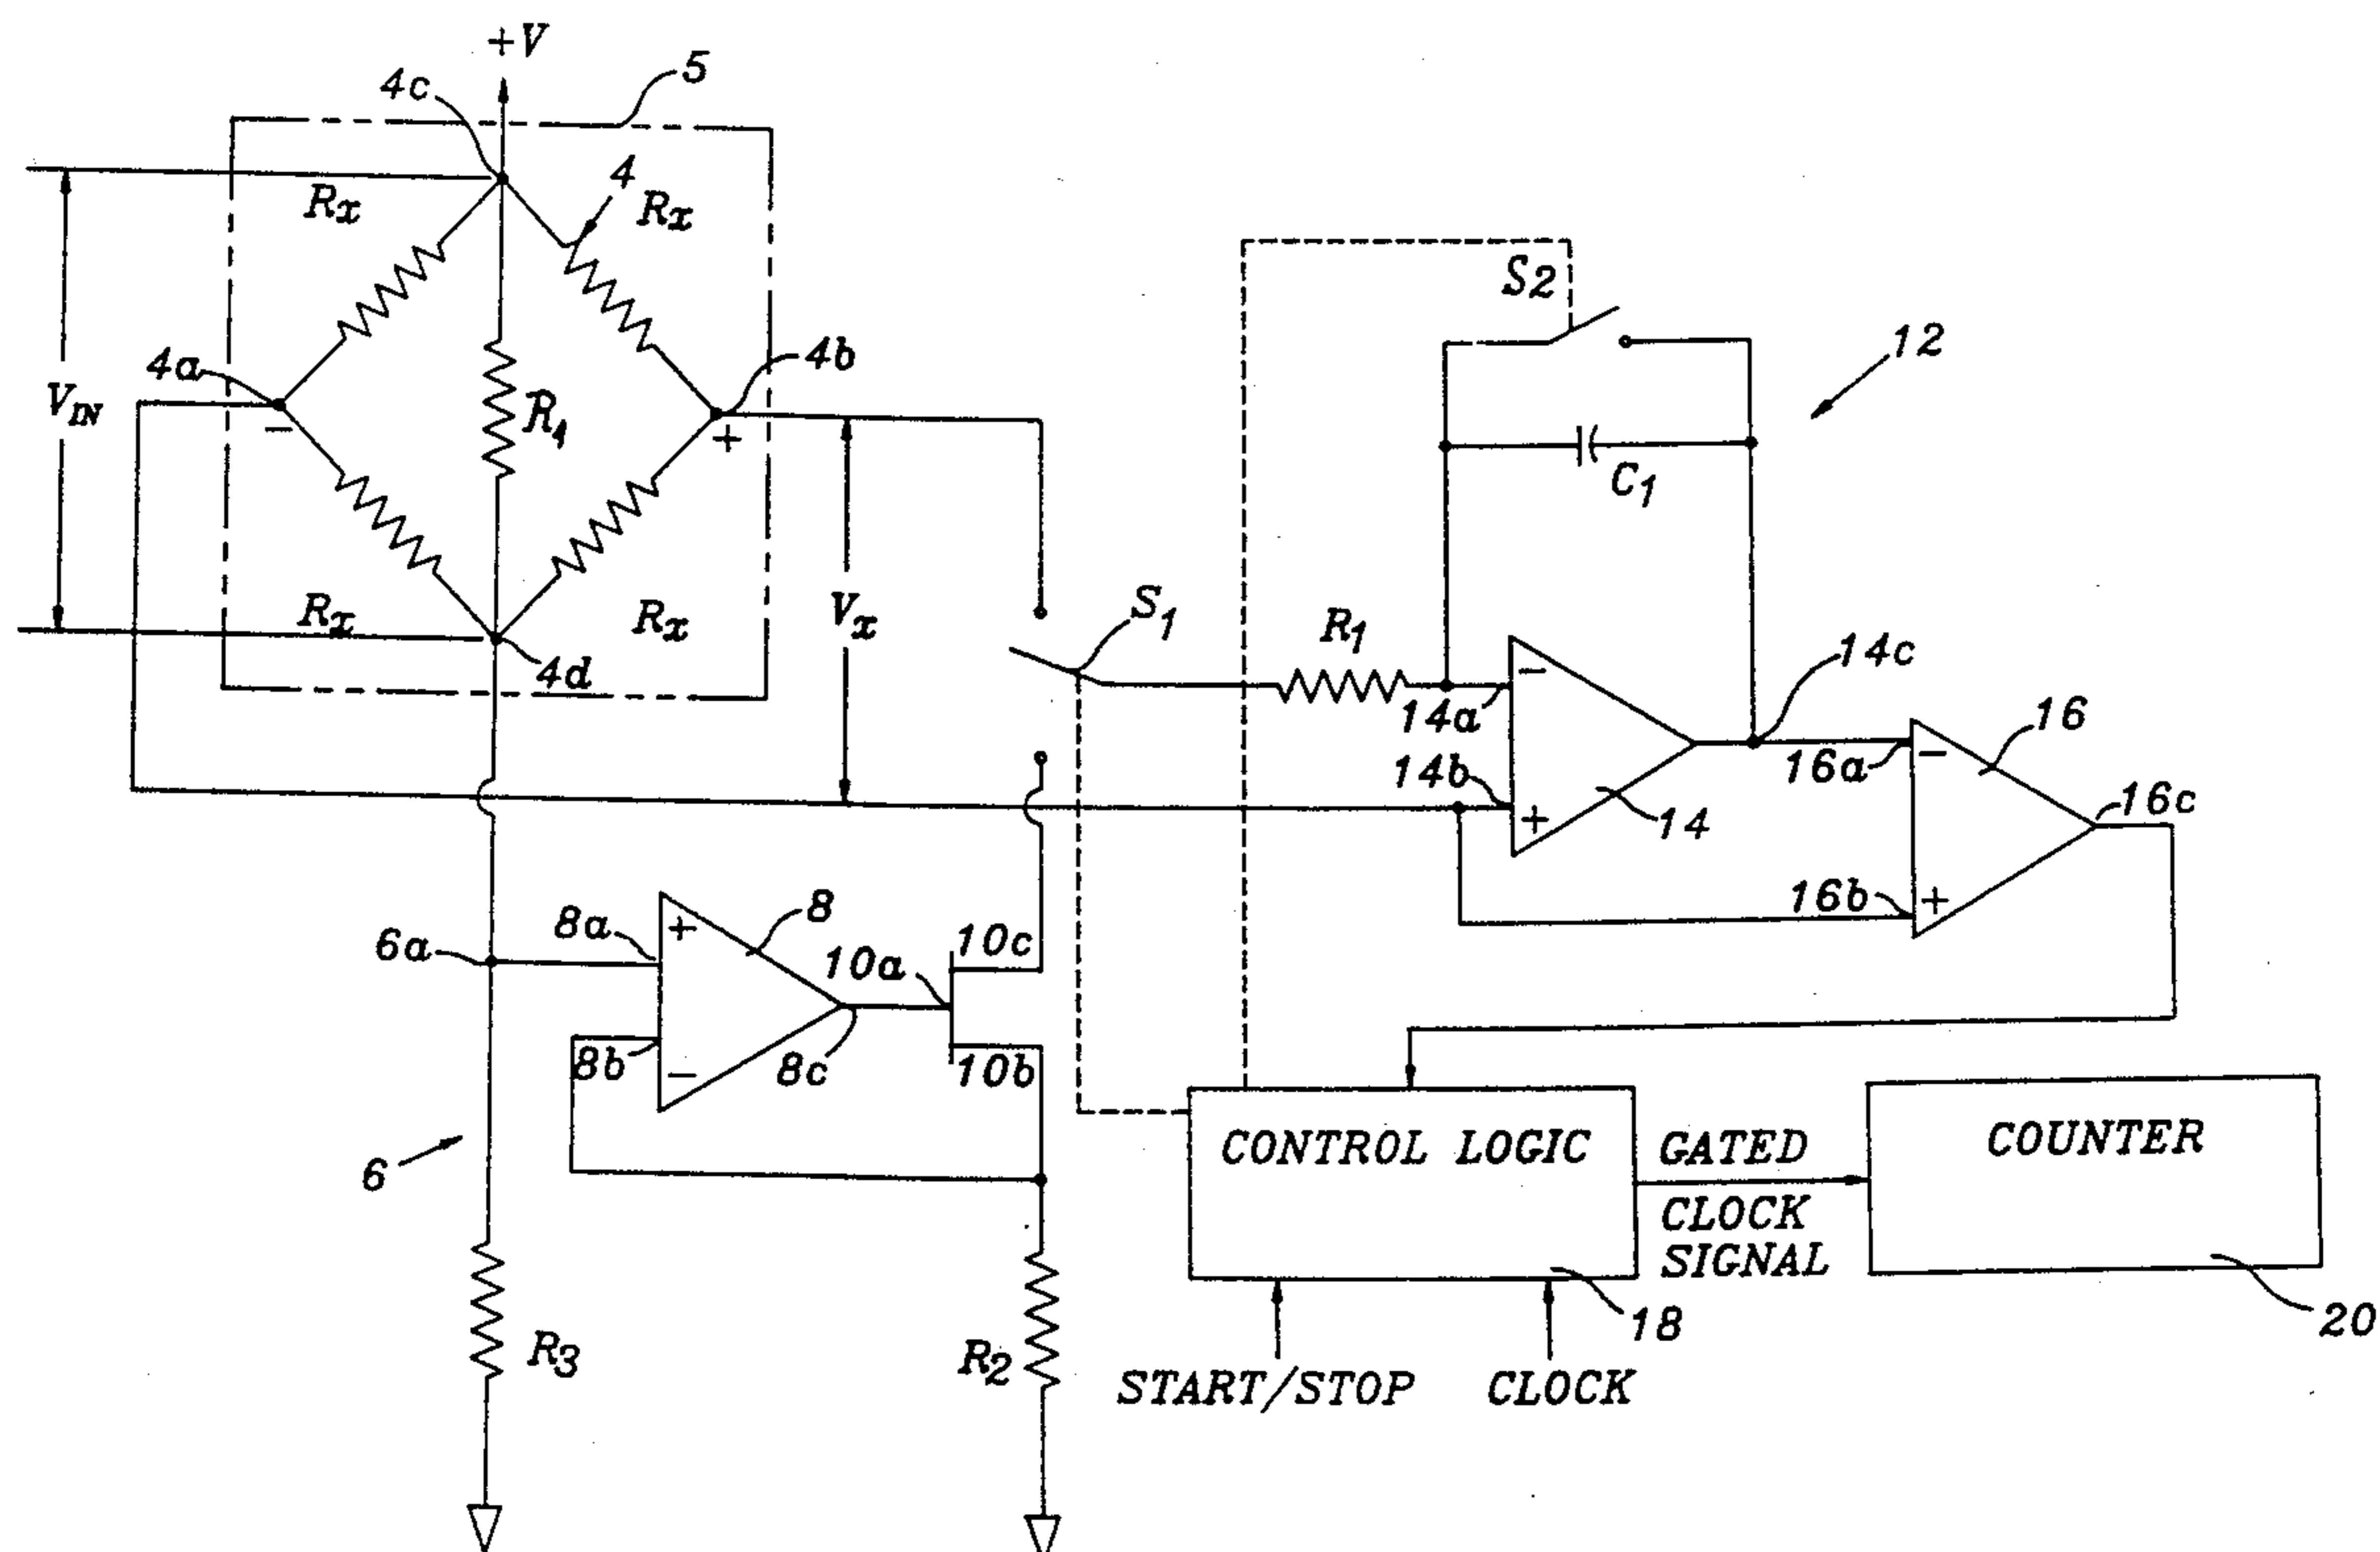 +V
4c
5
Rx
4
Rx
4a
4b
VIN
R1
Rx
Rx
4d
Vx
S1
S2
12
C1
R1
14a
14b
14c
14
16a
16
16b
16c
6a
8a
8
8b
8c
10a
10c
10b
6
R3
R2
CONTROL LOGIC
GATED
CLOCK
SIGNAL
COUNTER
18
20
START/STOP
CLOCK
+
-
+
-
-
+
-
+